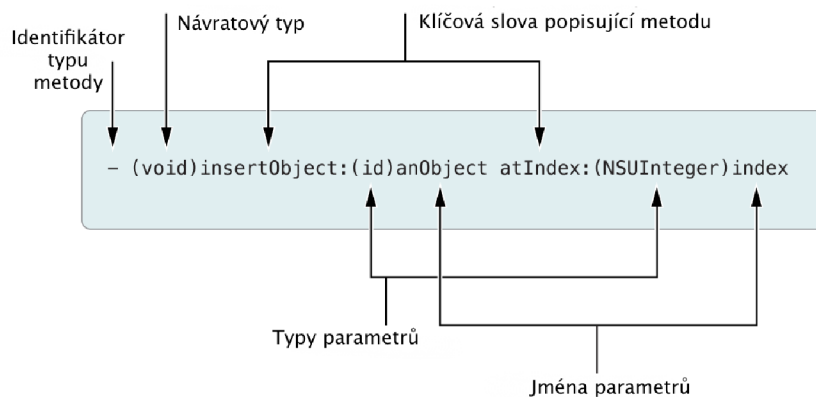 Identifikátor
typu
metody
Návratový typ
Klíčová slova popisující metodu
– (void)insertObject:(id)anObject atIndex:(NSUInteger)index
Typy parametrů
Jména parametrů